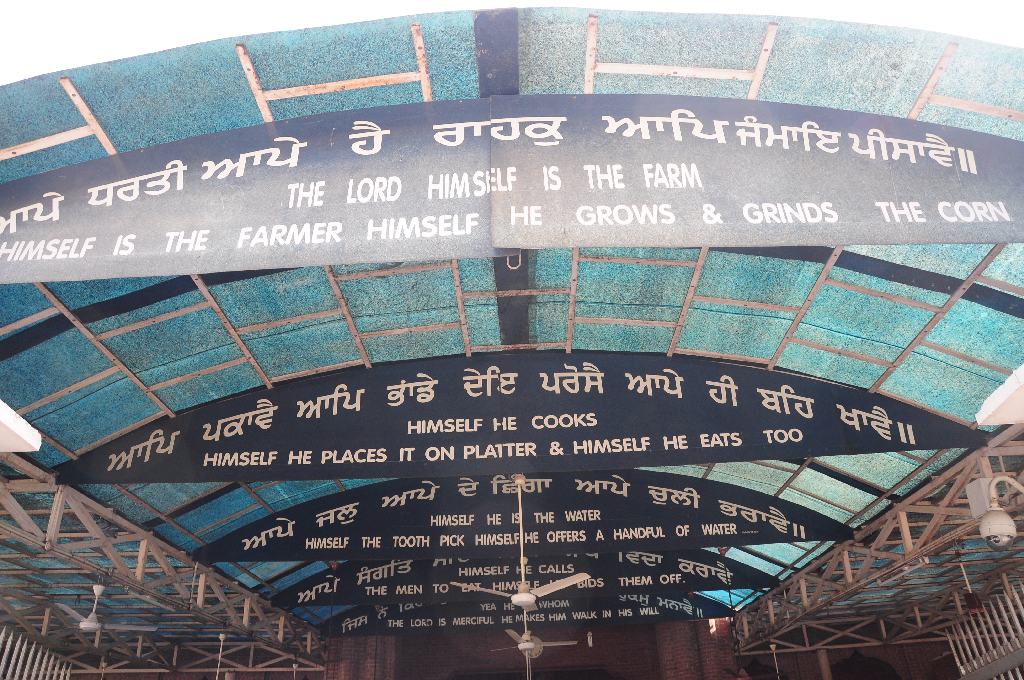 ਆਪੇ ਧਰਤੀ ਆਪੇ ਹੈ ਰਾਹਕੁ ਆਪਿ ਜੰਮਾਇ ਪੀਸਾਵੈ॥
THE LORD HIMSELF IS THE FARM
HIMSELF IS THE FARMER HIMSELF HE GROWS & GRINDS THE CORN
ਆਪਿ ਪਕਾਵੈ ਆਪਿ ਭਾਂਡੇ ਦੇਇ ਪਰੋਸੈ ਆਪੇ ਹੀ ਬਹਿ ਖਾਵੈ॥
HIMSELF HE COOKS
HIMSELF HE PLACES IT ON PLATTER & HIMSELF HE EATS TOO
ਆਪੇ ਜਲੁ ਆਪੇ ਦੇ ਛਿੰਗਾ ਆਪੇ ਚੁਲੀ ਭਰਾਵੈ॥
HIMSELF HE IS THE WATER
HIMSELF THE TOOTH PICK HIMSELF HE OFFERS A HANDFUL OF WATER
ਆਪੇ ਸੰਗਤਿ ਵਿਦਾ ਕਰਾਵੈ॥
HIMSELF HE CALLS
THE MEN TO EAT HIMSELF BIDS THEM OFF.
ਜਿਸ
YEA HE WHOM
THE LORD IS MERCIFUL HE MAKES HIM WALK IN HIS WILL